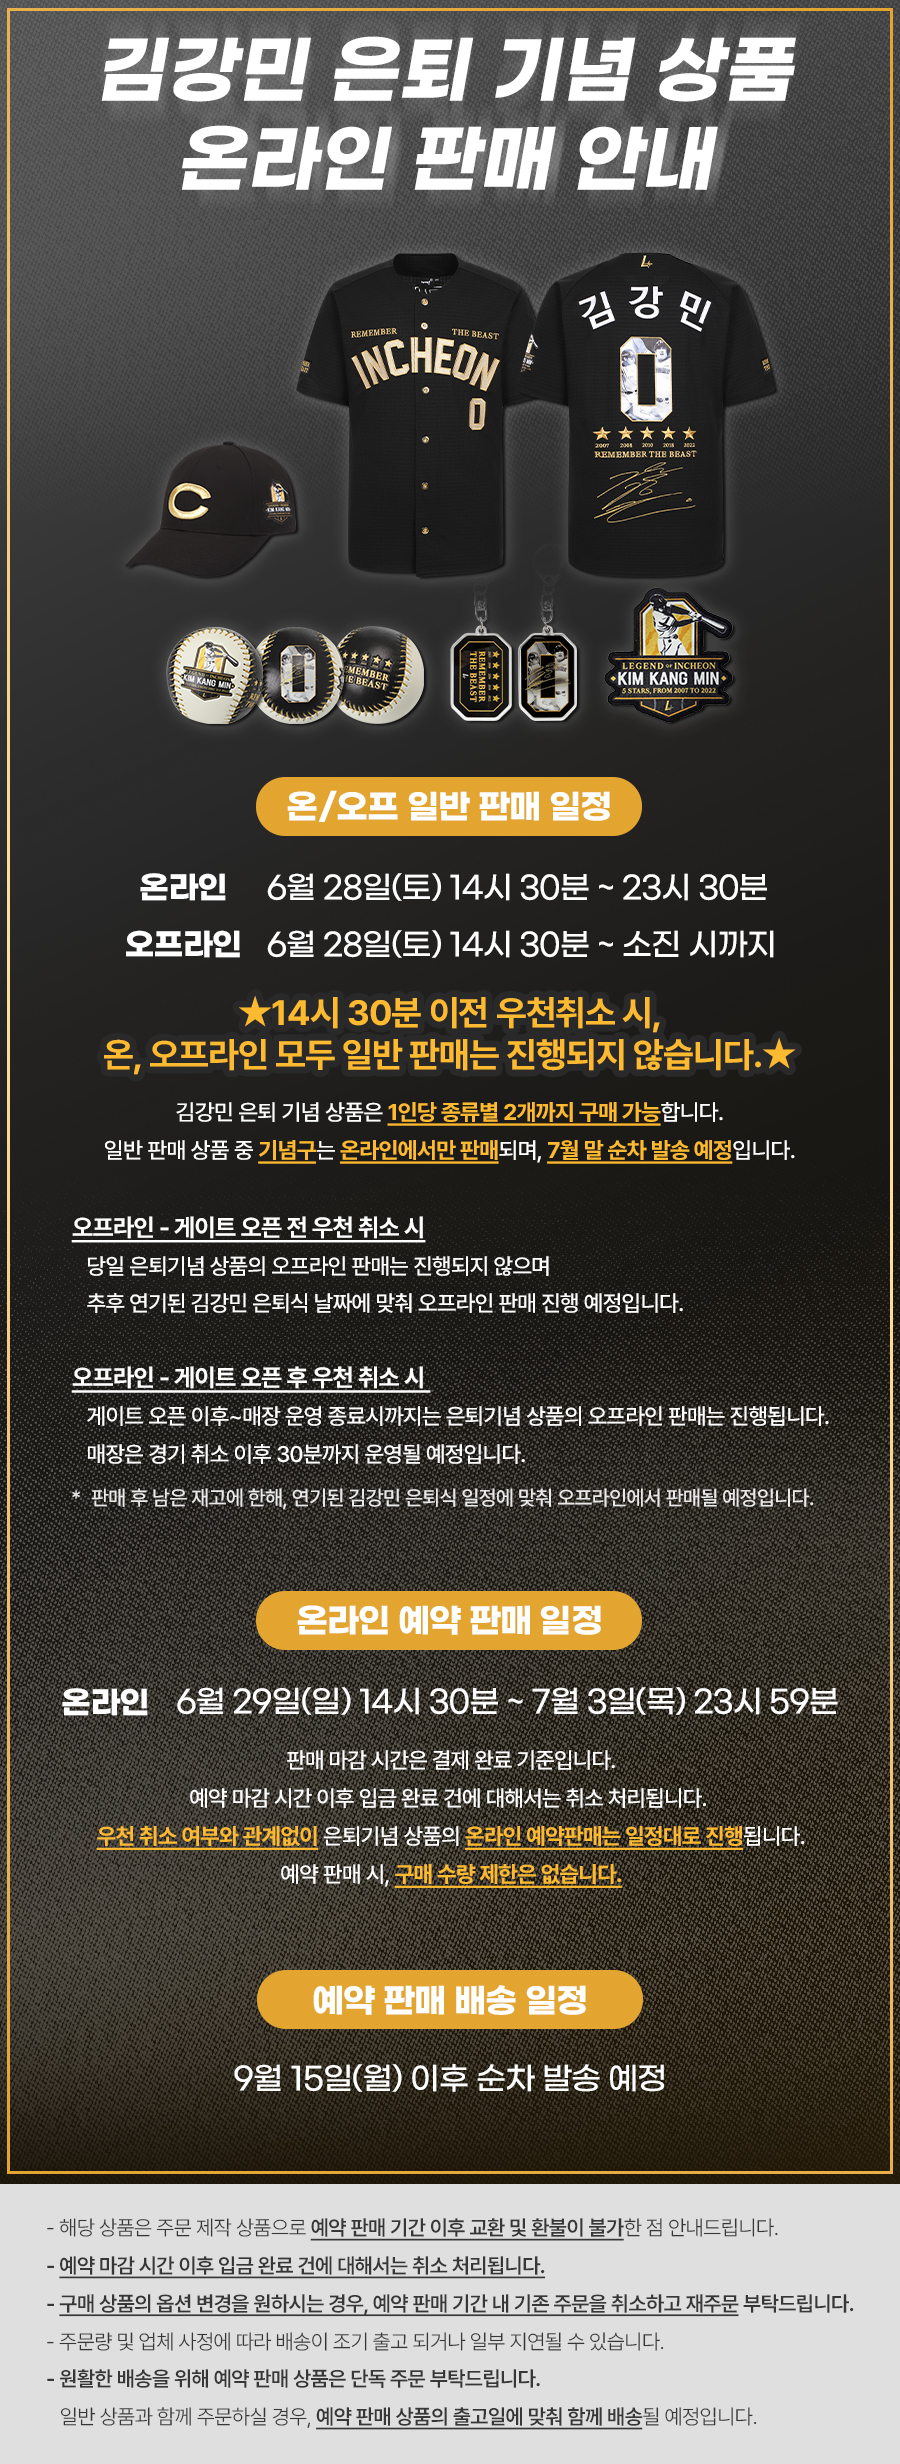 김강민 은퇴 기념 상품
온라인 판매 안내
김 강 민
REMEMBER THE BEAST
INCHEON
0
0
2007 2008 2010 2018 2022
REMEMBER THE BEAST
C
KIM KANG MIN
KIM KANG MIN
0
REMEMBER
THE BEAST
REMEMBER
THE BEAST
0
LEGEND OF INCHEON
KIM KANG MIN
5 STARS, FROM 2007 TO 2022
온/오프 일반 판매 일정
온라인 6월 28일(토) 14시 30분 ~ 23시 30분
오프라인 6월 28일(토) 14시 30분 ~ 소진 시까지
★14시 30분 이전 우천취소 시,
온, 오프라인 모두 일반 판매는 진행되지 않습니다.★
김강민 은퇴 기념 상품은 1인당 종류별 2개까지 구매 가능합니다.
일반 판매 상품 중 기념구는 온라인에서만 판매되며, 7월 말 순차 발송 예정입니다.
오프라인 - 게이트 오픈 전 우천 취소 시
당일 은퇴기념 상품의 오프라인 판매는 진행되지 않으며
추후 연기된 김강민 은퇴식 날짜에 맞춰 오프라인 판매 진행 예정입니다.
오프라인 - 게이트 오픈 후 우천 취소 시
게이트 오픈 이후~매장 운영 종료시까지는 은퇴기념 상품의 오프라인 판매는 진행됩니다.
매장은 경기 취소 이후 30분까지 운영될 예정입니다.
* 판매 후 남은 재고에 한해, 연기된 김강민 은퇴식 일정에 맞춰 오프라인에서 판매될 예정입니다.
온라인 예약 판매 일정
온라인 6월 29일(일) 14시 30분 ~ 7월 3일(목) 23시 59분
판매 마감 시간은 결제 완료 기준입니다.
예약 마감 시간 이후 입금 완료 건에 대해서는 취소 처리됩니다.
우천 취소 여부와 관계없이 은퇴기념 상품의 온라인 예약판매는 일정대로 진행됩니다.
예약 판매 시, 구매 수량 제한은 없습니다.
예약 판매 배송 일정
9월 15일(월) 이후 순차 발송 예정
- 해당 상품은 주문 제작 상품으로 예약 판매 기간 이후 교환 및 환불이 불가한 점 안내드립니다.
- 예약 마감 시간 이후 입금 완료 건에 대해서는 취소 처리됩니다.
- 구매 상품의 옵션 변경을 원하시는 경우, 예약 판매 기간 내 기존 주문을 취소하고 재주문 부탁드립니다.
- 주문량 및 업체 사정에 따라 배송이 조기 출고 되거나 일부 지연될 수 있습니다.
- 원활한 배송을 위해 예약 판매 상품은 단독 주문 부탁드립니다.
일반 상품과 함께 주문하실 경우, 예약 판매 상품의 출고일에 맞춰 함께 배송될 예정입니다.